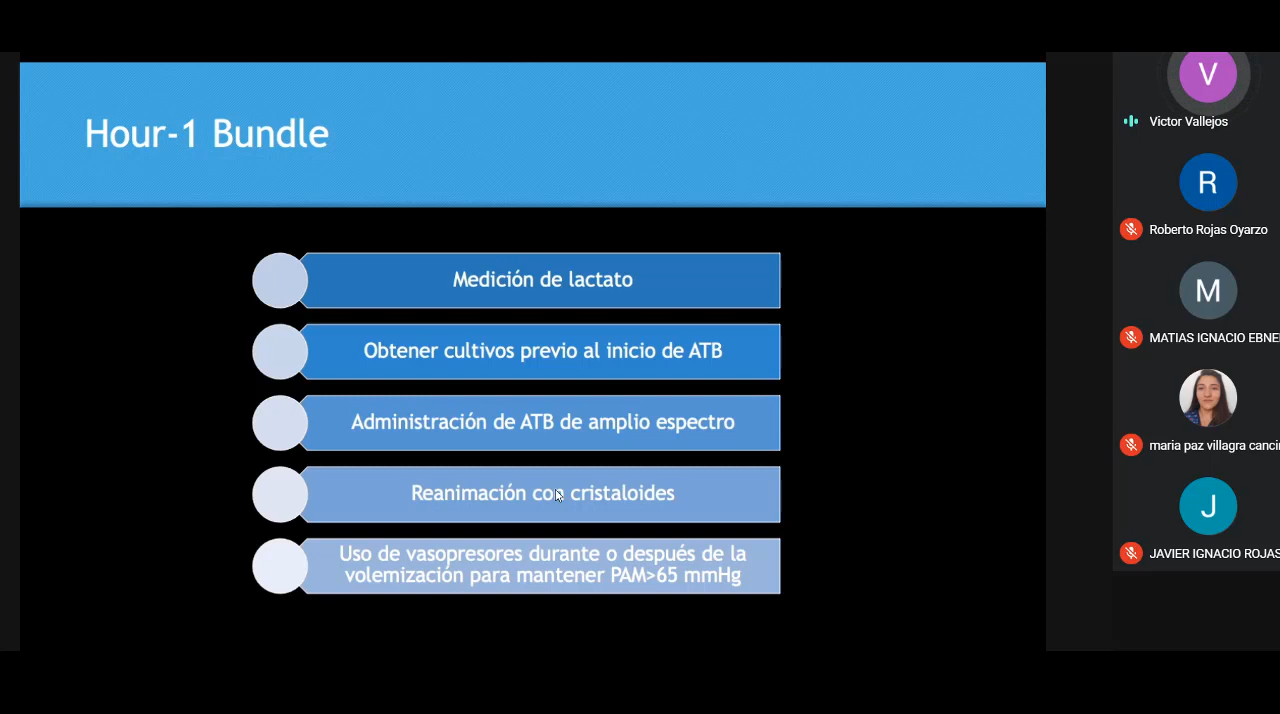 Hour-1 Bundle
Medición de lactato
Obtener cultivos previo al inicio de ATB
Administración de ATB de amplio espectro
Reanimación con cristaloides
Uso de vasopresores durante o después de la
volemización para mantener PAM>65 mmHg
V
Victor Vallejos
R
Roberto Rojas Oyarzo
M
MATIAS IGNACIO EBNE
maria paz villagra canci
J
JAVIER IGNACIO ROJAS